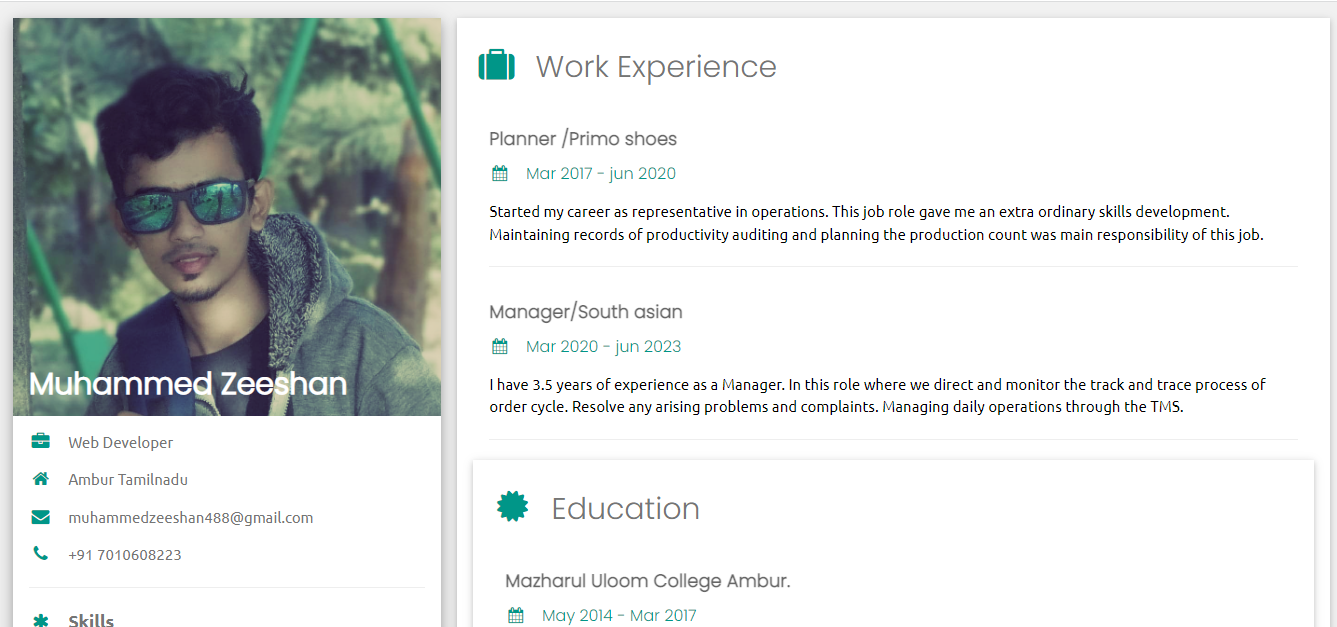 Muhammed Zeeshan
Web Developer
Ambur Tamilnadu
muhammedzeeshan488@gmail.com
+91 7010608223
Skills
Work Experience
Planner /Primo shoes
Mar 2017 - jun 2020
Started my career as representative in operations. This job role gave me an extra ordinary skills development.
Maintaining records of productivity auditing and planning the production count was main responsibility of this job.
Manager/South asian
Mar 2020 - jun 2023
I have 3.5 years of experience as a Manager. In this role where we direct and monitor the track and trace process of
order cycle. Resolve any arising problems and complaints. Managing daily operations through the TMS.
Education
Mazharul Uloom College Ambur.
May 2014 - Mar 2017